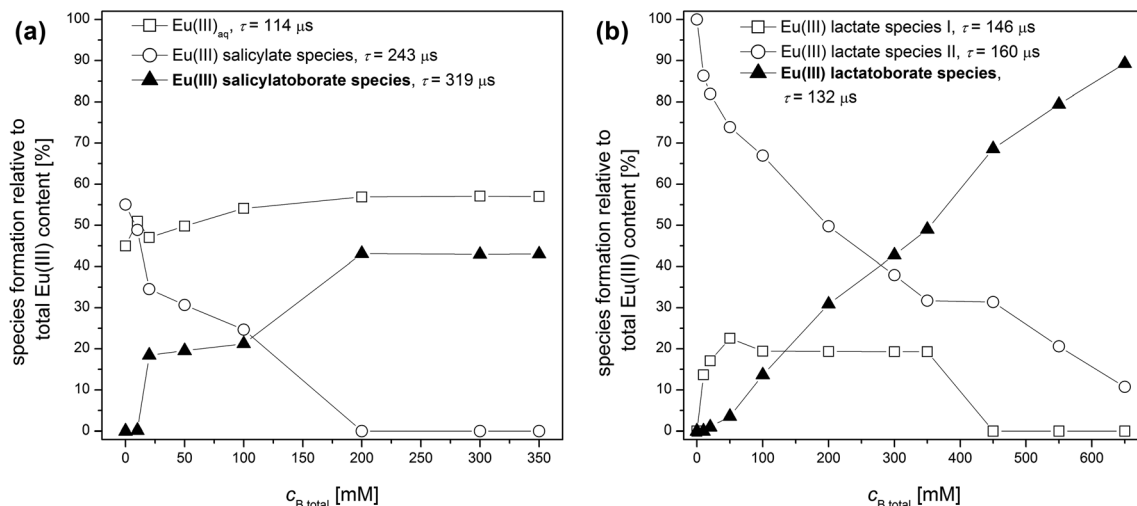 (a)
Eu(III)aq, τ = 114 μs
Eu(III) salicylate species, τ = 243 μs
Eu(III) salicylatoborate species, τ = 319 μs
species formation relative to
total Eu(III) content [%]
100
90
80
70
60
50
40
30
20
10
0
0 50 100 150 200 250 300 350
cB total [mM]
(b)
Eu(III) lactate species I, τ = 146 μs
Eu(III) lactate species II, τ = 160 μs
Eu(III) lactatoborate species,
τ = 132 μs
species formation relative to
total Eu(III) content [%]
100
90
80
70
60
50
40
30
20
10
0
0 100 200 300 400 500 600
cB total [mM]